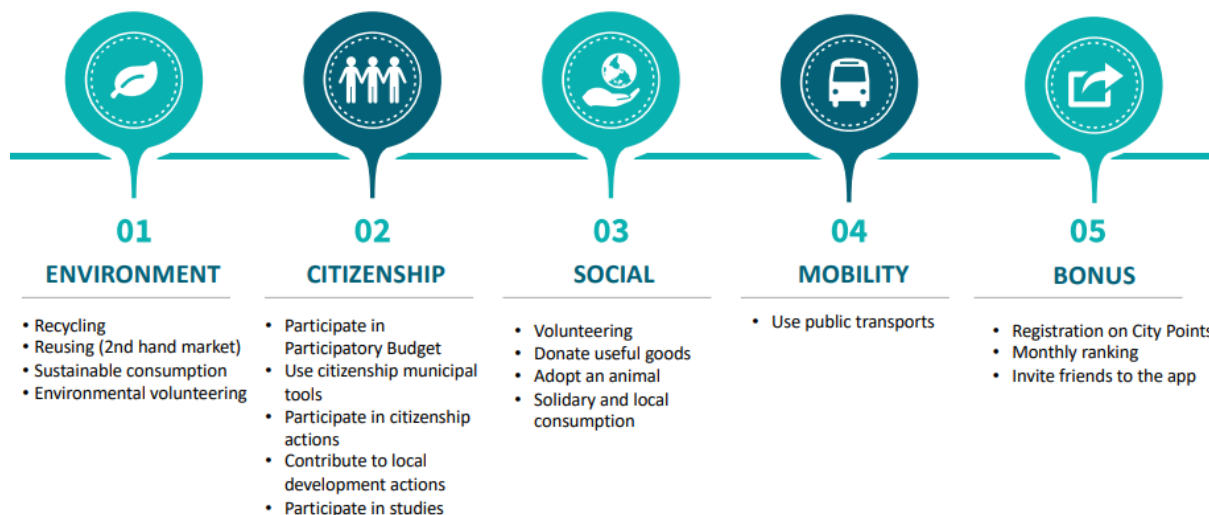 01
ENVIRONMENT
• Recycling
• Reusing (2nd hand market)
• Sustainable consumption
• Environmental volunteering
02
CITIZENSHIP
• Participate in
Participatory Budget
• Use citizenship municipal
tools
• Participate in citizenship
actions
• Contribute to local
development actions
• Participate in studies
03
SOCIAL
• Volunteering
• Donate useful goods
• Adopt an animal
• Solidary and local
consumption
04
MOBILITY
• Use public transports
05
BONUS
• Registration on City Points
• Monthly ranking
• Invite friends to the app